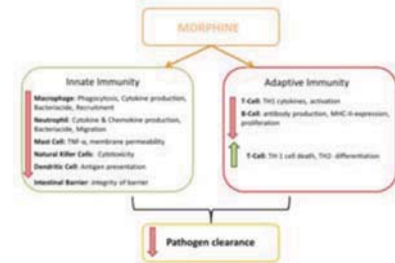 MORPHINE
Innate Immunity
Macrophage: Phagocytosis, Cytokine production,
Bacteriacide, Recruitment
Neutrophil: Cytokine & Chemokine production,
Bacteriacide, Migration
Mast Cell: TNF-α, membrane permeability
Natural Killer Cells: Cytotoxicity
Dendritic Cell: Antigen presentation
Intestinal Barrier: integrity of barrier
Adaptive Immunity
T-Cell: TH1 cytokines, activation
B-Cell: antibody production, MHC-II-expression,
proliferation
T-Cell: TH 1 cell death, TH2- differentiation
Pathogen clearance